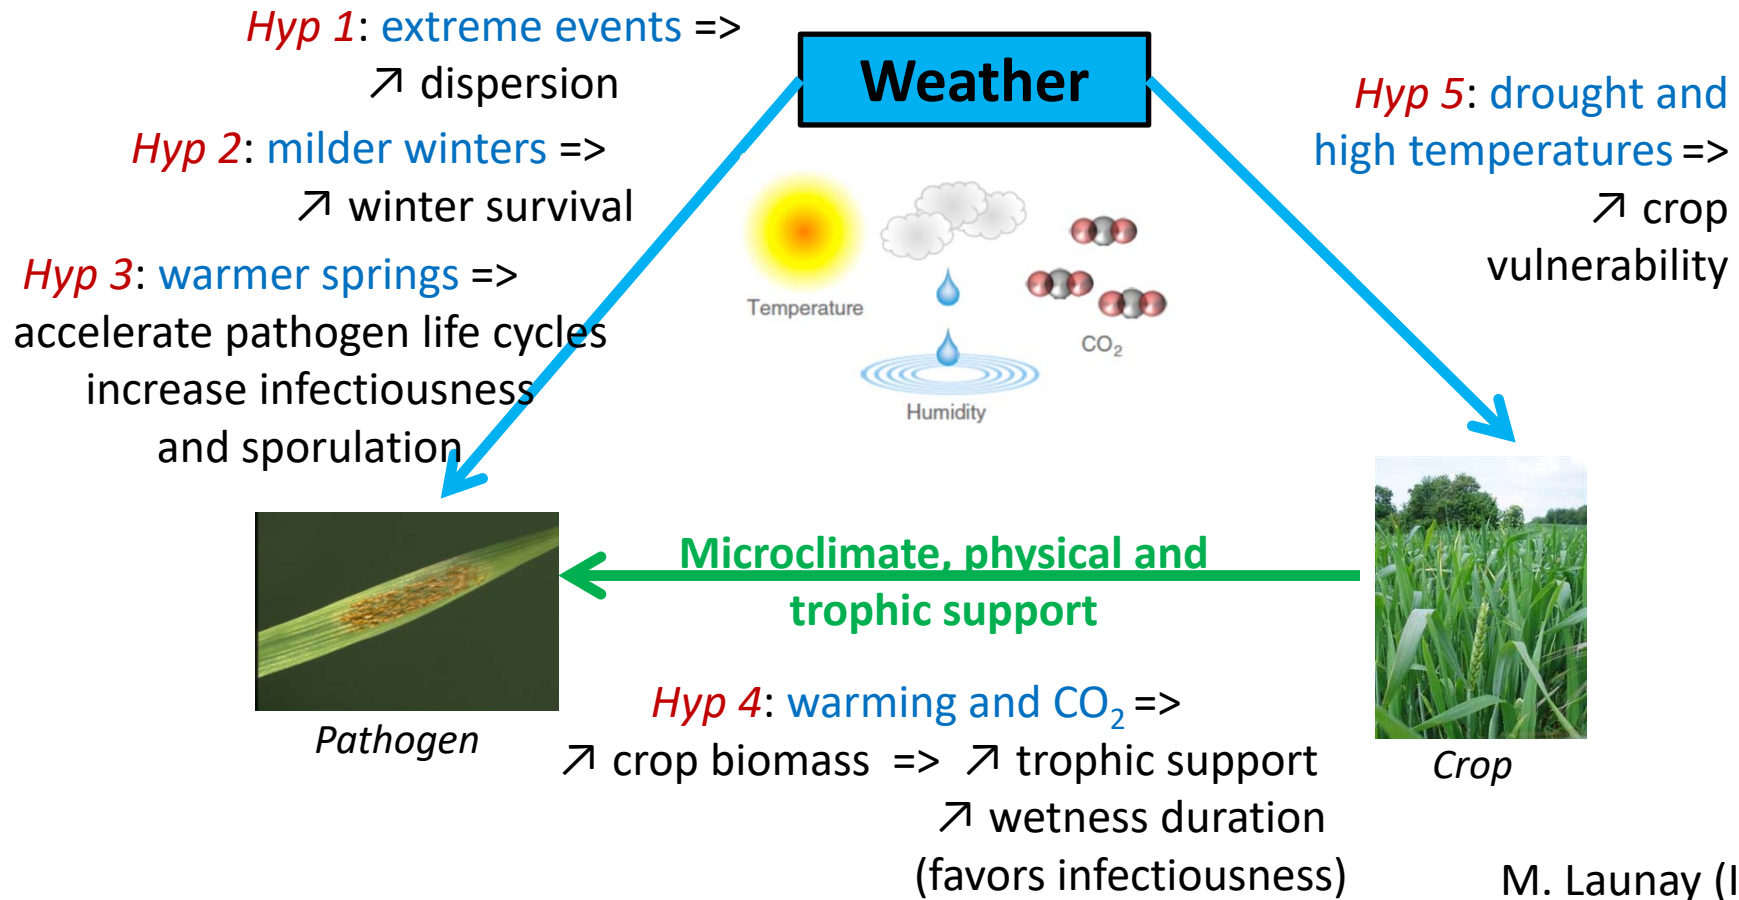 Hyp 1: extreme events =>
↗ dispersion
Hyp 2: milder winters =>
↗ winter survival
Hyp 3: warmer springs =>
accelerate pathogen life cycles
increase infectiousness
and sporulation
Weather
Temperature
CO₂
Humidity
Hyp 5: drought and
high temperatures =>
↗ crop
vulnerability
Microclimate, physical and
trophic support
Pathogen
Crop
Hyp 4: warming and CO₂ =>
↗ crop biomass => ↗ trophic support
↗ wetness duration
(favors infectiousness)
M. Launay (I